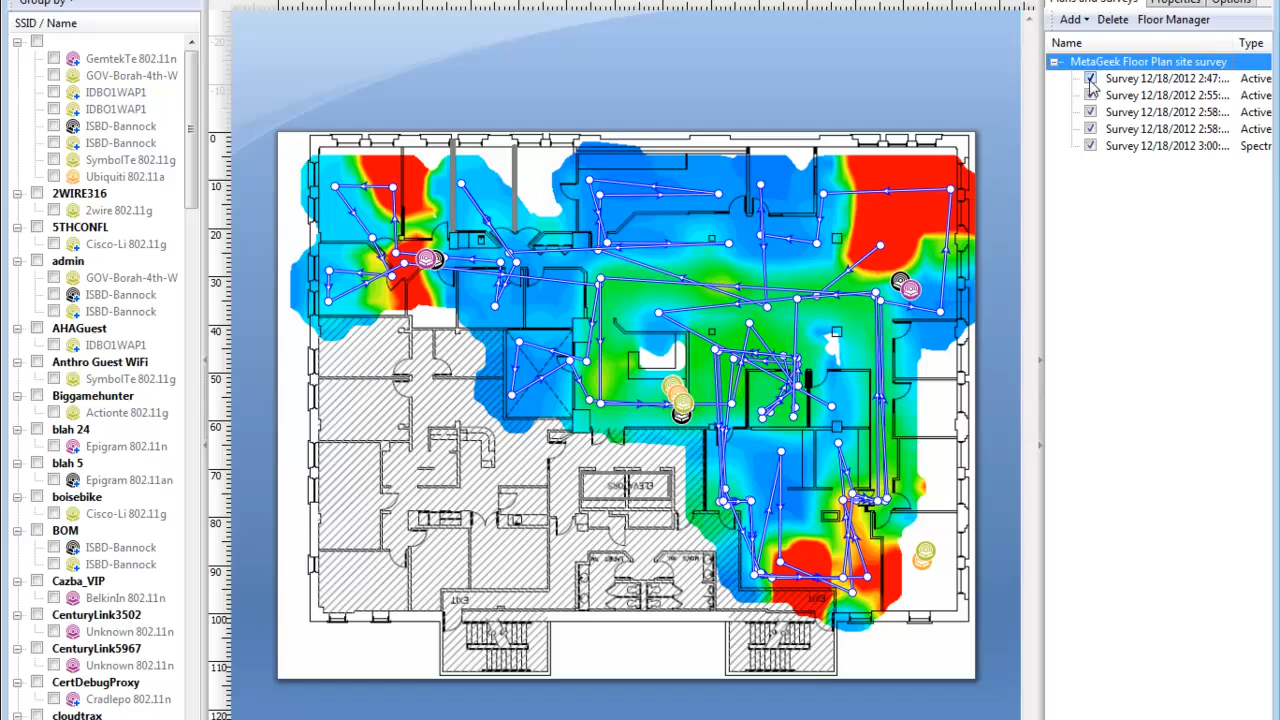 Group by
SSID / Name
GemtekTe 802.11n
GOV-Borah-4th-W
IDBO1WAP1
IDBO1WAP1
ISBD-Bannock
ISBD-Bannock
SymbolTe 802.11g
Ubiquiti 802.11a
2WIRE316
2wire 802.11g
5THCONFL
Cisco-Li 802.11g
admin
GOV-Borah-4th-W
ISBD-Bannock
ISBD-Bannock
AHAGuest
IDBO1WAP1
Anthro Guest WiFi
SymbolTe 802.11g
Biggamehunter
Actionte 802.11g
blah 24
Epigram 802.11n
blah 5
Epigram 802.11an
boisebike
Cisco-Li 802.11g
BOM
ISBD-Bannock
ISBD-Bannock
Cazba_VIP
BelkinIn 802.11n
CenturyLink3502
Unknown 802.11n
CenturyLink5967
Unknown 802.11n
CertDebugProxy
Cradlepo 802.11n
cloudtrax
-20
-10
0
10
20
30
40
50
60
70
80
90
100
110
120
ELEVATORS
EXIT
EXIT
Plans and Surveys Properties Options
Add Delete Floor Manager
Name Type
MetaGeek Floor Plan site survey
Survey 12/18/2012 2:47:... Active
Survey 12/18/2012 2:55:... Active
Survey 12/18/2012 2:58:... Active
Survey 12/18/2012 2:58:... Active
Survey 12/18/2012 3:00:... Spectr